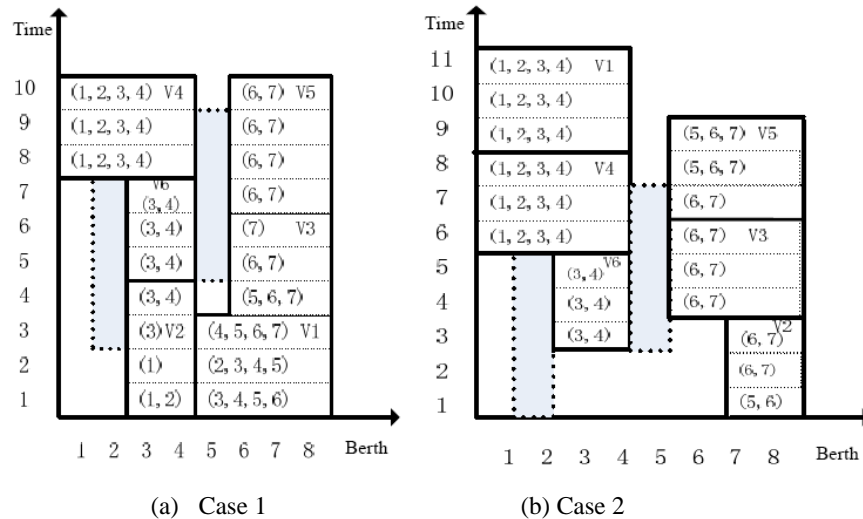 Time
10 (1, 2, 3, 4) V4 (6, 7) V5
9 (1, 2, 3, 4) (6, 7)
8 (1, 2, 3, 4) (6, 7)
7 V6 (3, 4) (6, 7)
6 (3, 4) (7) V3
5 (3, 4) (6, 7)
4 (3, 4) (5, 6, 7)
3 (3) V2 (4, 5, 6, 7) V1
2 (1) (2, 3, 4, 5)
1 (1, 2) (3, 4, 5, 6)
1 2 3 4 5 6 7 8 Berth
(a) Case 1
Time
11 (1, 2, 3, 4) V1
10 (1, 2, 3, 4)
9 (1, 2, 3, 4) (5, 6, 7) V5
8 (1, 2, 3, 4) V4 (5, 6, 7)
7 (1, 2, 3, 4) (6, 7)
6 (1, 2, 3, 4) (6, 7) V3
5 (3, 4) V6 (6, 7)
4 (3, 4) (6, 7)
3 (3, 4) (6, 7) V2
2 (6, 7)
1 (5, 6)
1 2 3 4 5 6 7 8 Berth
(b) Case 2